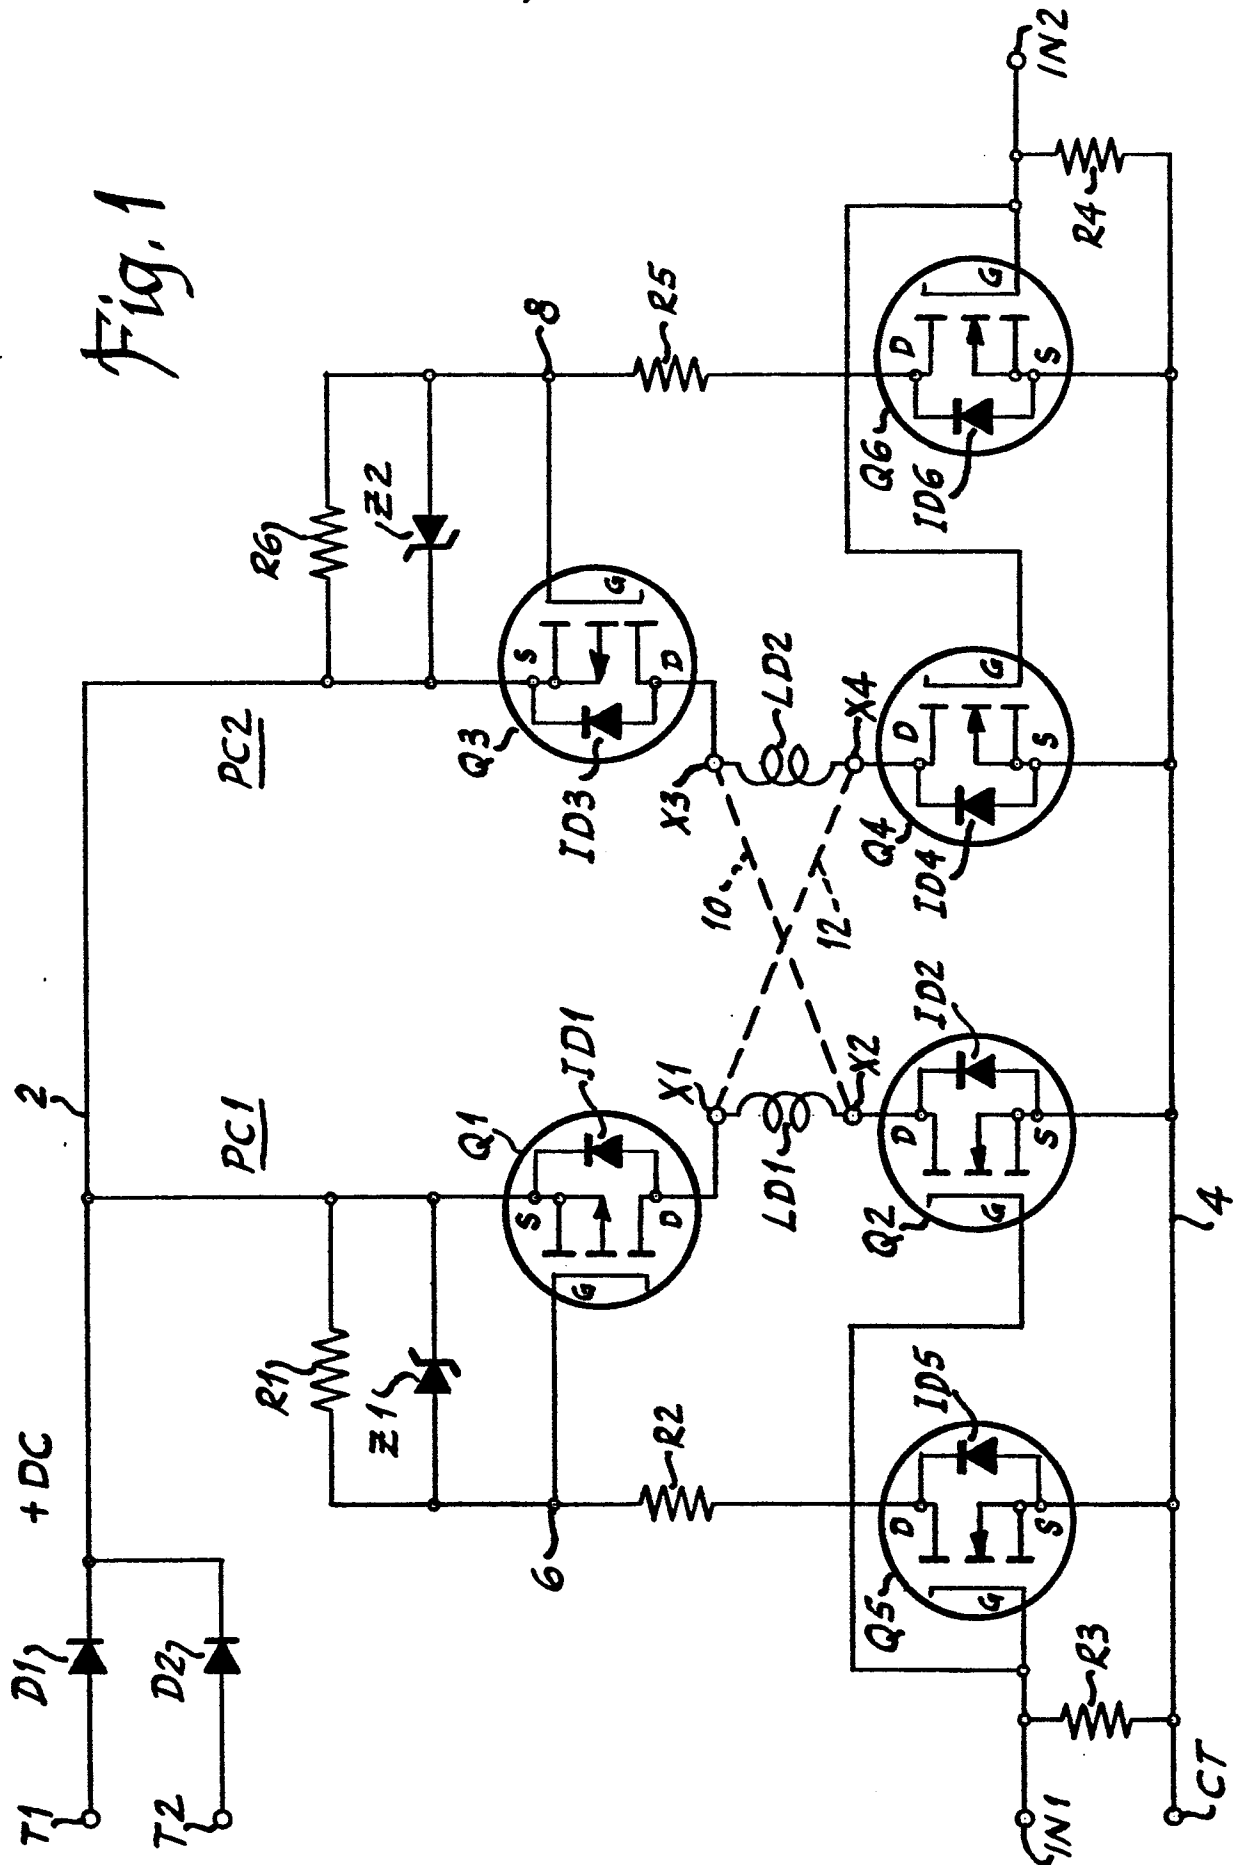 Fig. 1
T1
D1
+DC
2
T2
D2
PC1
PC2
R1
R6
Z1
Z2
Q1
ID1
Q3
ID3
S
G
D
S
G
D
6
8
R2
R5
X1
X3
LD1
LD2
10
12
X2
X4
Q5
ID5
Q2
ID2
Q4
ID4
Q6
ID6
D
G
S
D
G
S
D
G
S
D
G
S
IN1
IN2
R3
R4
CT
4